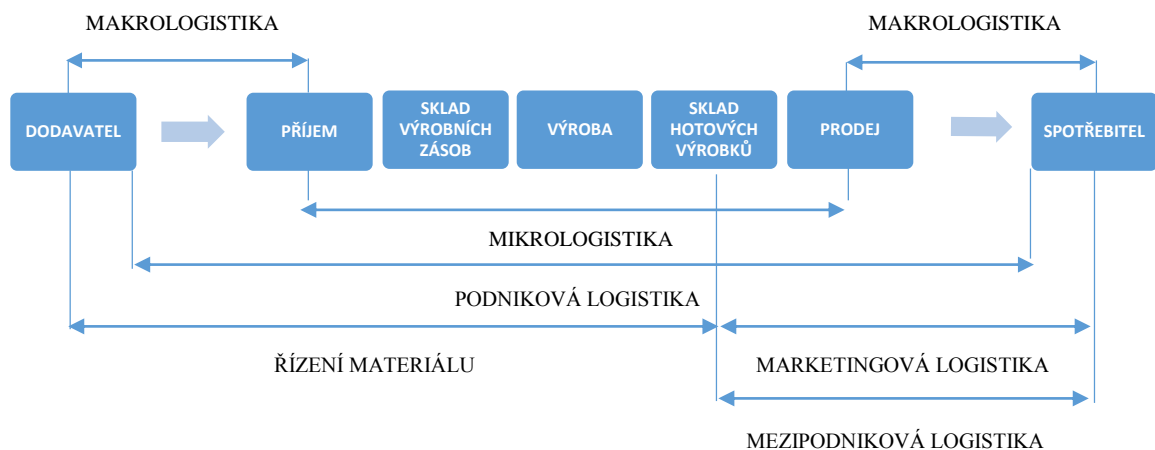 MAKROLOGISTIKA
MAKROLOGISTIKA
DODAVATEL
PŘÍJEM
SKLAD
VÝROBNÍCH
ZÁSOB
VÝROBA
SKLAD
HOTOVÝCH
VÝROBKŮ
PRODEJ
SPOTŘEBITEL
MIKROLOGISTIKA
PODNIKOVÁ LOGISTIKA
ŘÍZENÍ MATERIÁLU
MARKETINGOVÁ LOGISTIKA
MEZIPODNIKOVÁ LOGISTIKA